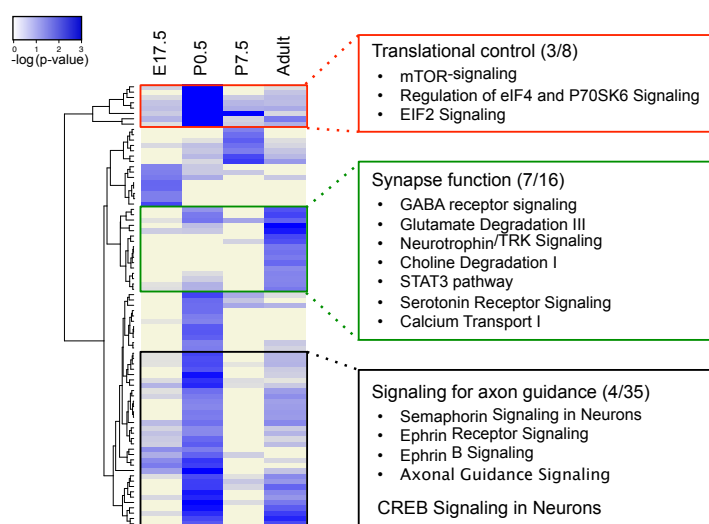 0 1 2 3
-log(p-value)
E17.5 P0.5 P7.5 Adult
Translational control (3/8)
• mTOR-signaling
• Regulation of eIF4 and P70SK6 Signaling
• EIF2 Signaling
Synapse function (7/16)
• GABA receptor signaling
• Glutamate Degradation III
• Neurotrophin/TRK Signaling
• Choline Degradation I
• STAT3 pathway
• Serotonin Receptor Signaling
• Calcium Transport I
Signaling for axon guidance (4/35)
• Semaphorin Signaling in Neurons
• Ephrin Receptor Signaling
• Ephrin B Signaling
• Axonal Guidance Signaling
CREB Signaling in Neurons